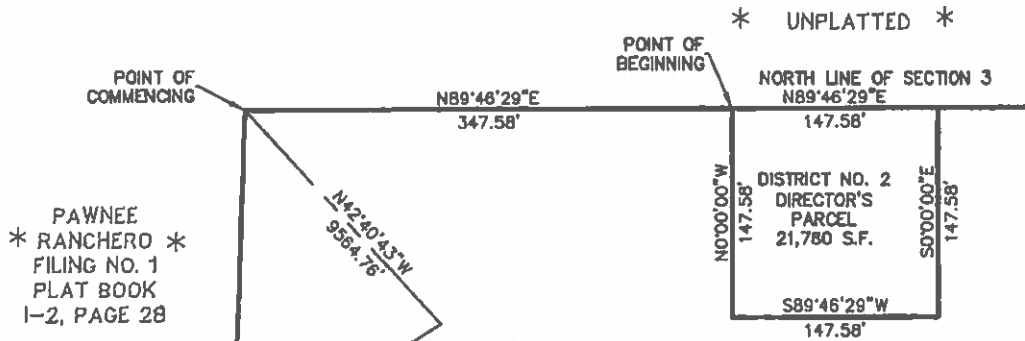 * UNPLATTED *
POINT OF
BEGINNING
POINT OF
COMMENCING
NORTH LINE OF SECTION 3
N89°46'29"E
347.58'
N89°46'29"E
147.58'
N42°40'43"W
9564.76'
N0°00'00"W
147.58'
DISTRICT NO. 2
DIRECTOR'S
PARCEL
21,780 S.F.
S0°00'00"E
147.58'
PAWNEE
* RANCHERO *
FILING NO. 1
PLAT BOOK
I-2, PAGE 28
S89°46'29"W
147.58'